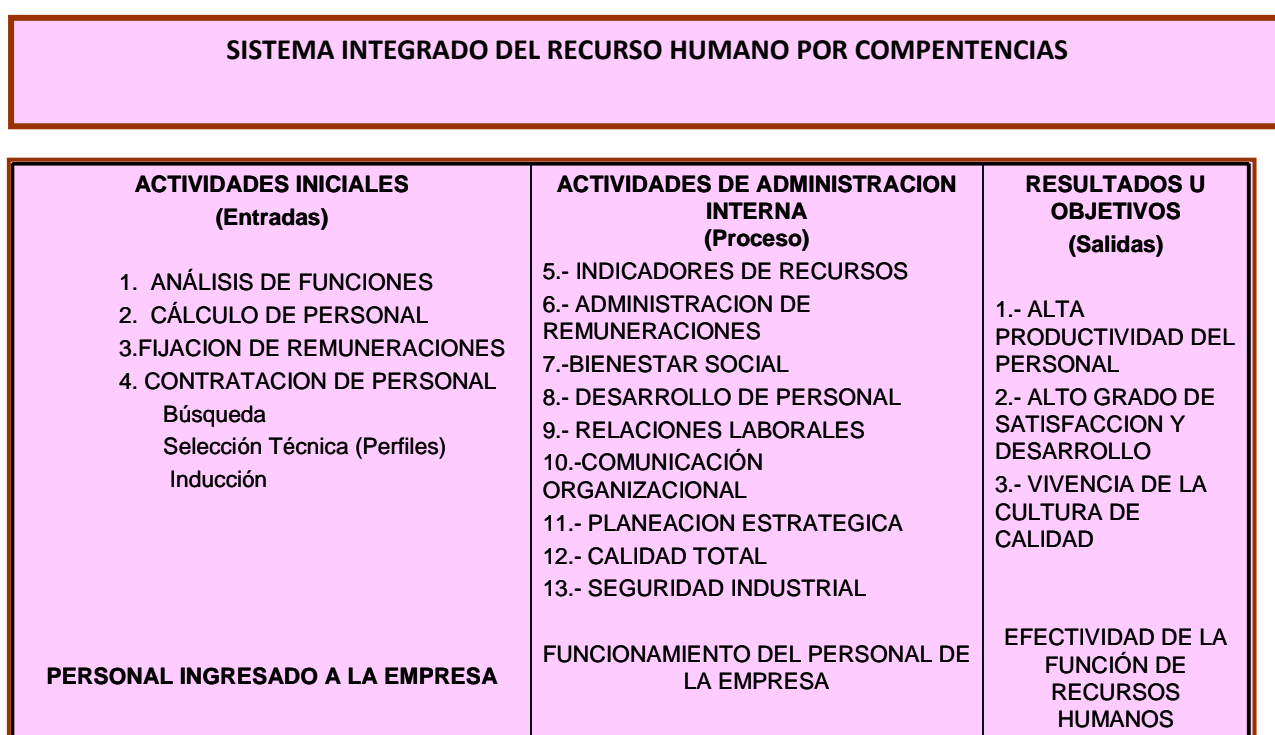 SISTEMA INTEGRADO DEL RECURSO HUMANO POR COMPENTENCIAS
ACTIVIDADES INICIALES
(Entradas)
1. ANÁLISIS DE FUNCIONES
2. CÁLCULO DE PERSONAL
3.FIJACION DE REMUNERACIONES
4. CONTRATACION DE PERSONAL
Búsqueda
Selección Técnica (Perfiles)
Inducción
PERSONAL INGRESADO A LA EMPRESA
ACTIVIDADES DE ADMINISTRACION
INTERNA
(Proceso)
5.- INDICADORES DE RECURSOS
6.- ADMINISTRACION DE
REMUNERACIONES
7.-BIENESTAR SOCIAL
8.- DESARROLLO DE PERSONAL
9.- RELACIONES LABORALES
10.-COMUNICACIÓN
ORGANIZACIONAL
11.- PLANEACION ESTRATEGICA
12.- CALIDAD TOTAL
13.- SEGURIDAD INDUSTRIAL
FUNCIONAMIENTO DEL PERSONAL DE
LA EMPRESA
RESULTADOS U
OBJETIVOS
(Salidas)
1.- ALTA
PRODUCTIVIDAD DEL
PERSONAL
2.- ALTO GRADO DE
SATISFACCION Y
DESARROLLO
3.- VIVENCIA DE LA
CULTURA DE
CALIDAD
EFECTIVIDAD DE LA
FUNCIÓN DE
RECURSOS
HUMANOS